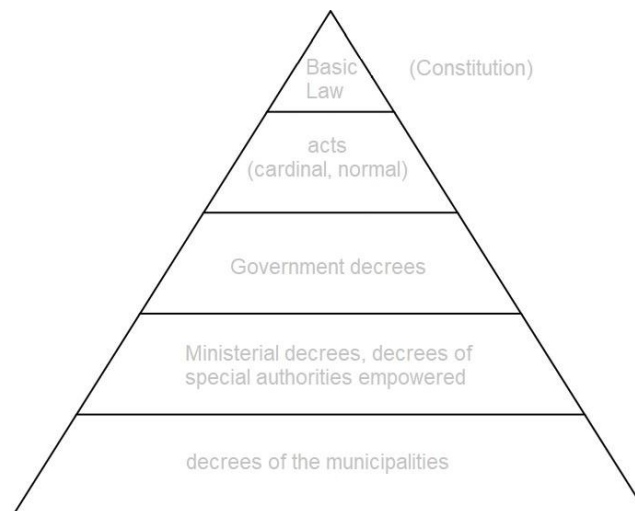 Basic (Constitution)
Law
acts
(cardinal, normal)
Government decrees
Ministerial decrees, decrees of
special authorities empowered
decrees of the municipalities